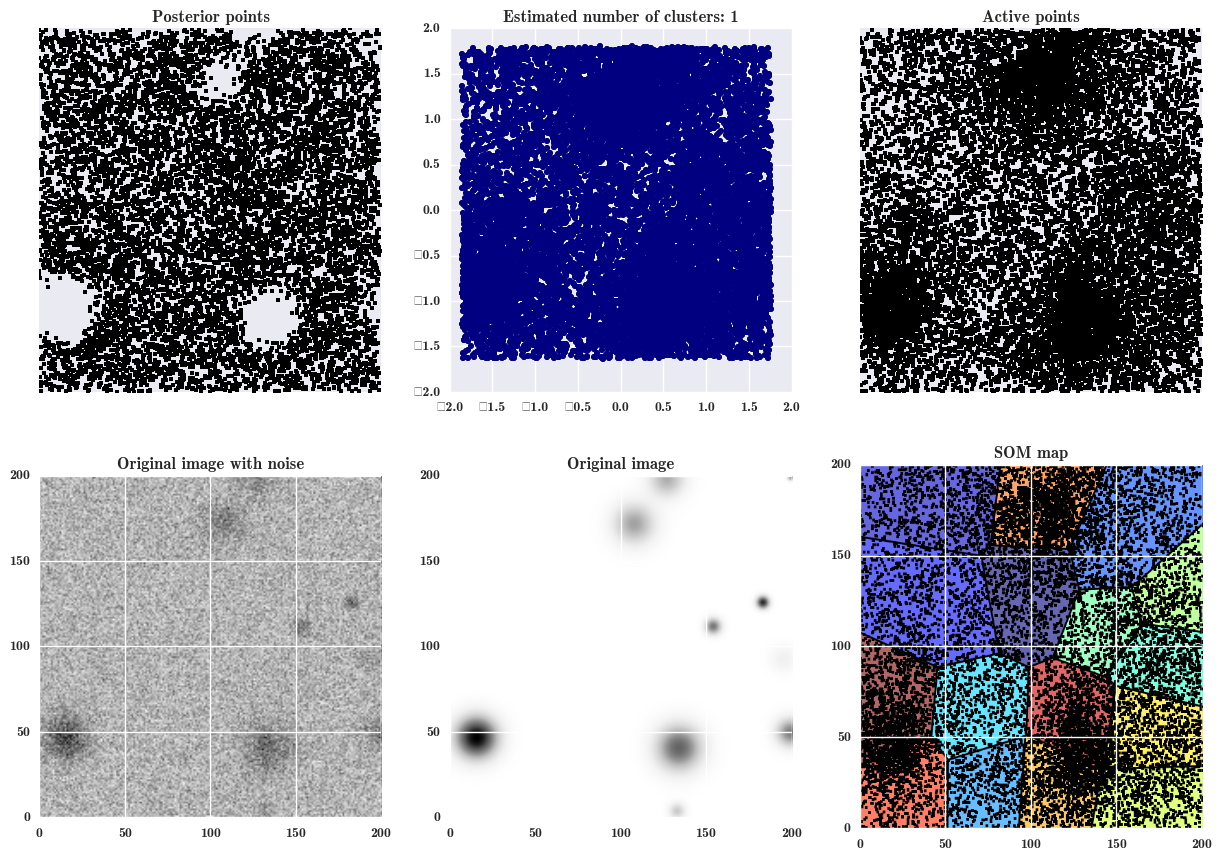 Posterior points
Estimated number of clusters: 1
Active points
2.0
1.5
1.0
0.5
0.0
□0.5
□1.0
□1.5
□2.0
□2.0 □1.5 □1.0 □0.5 0.0 0.5 1.0 1.5 2.0
Original image with noise
Original image
SOM map
200
150
100
50
0
0 50 100 150 200
200
150
100
50
0
0 50 100 150 200
200
150
100
50
0
0 50 100 150 200